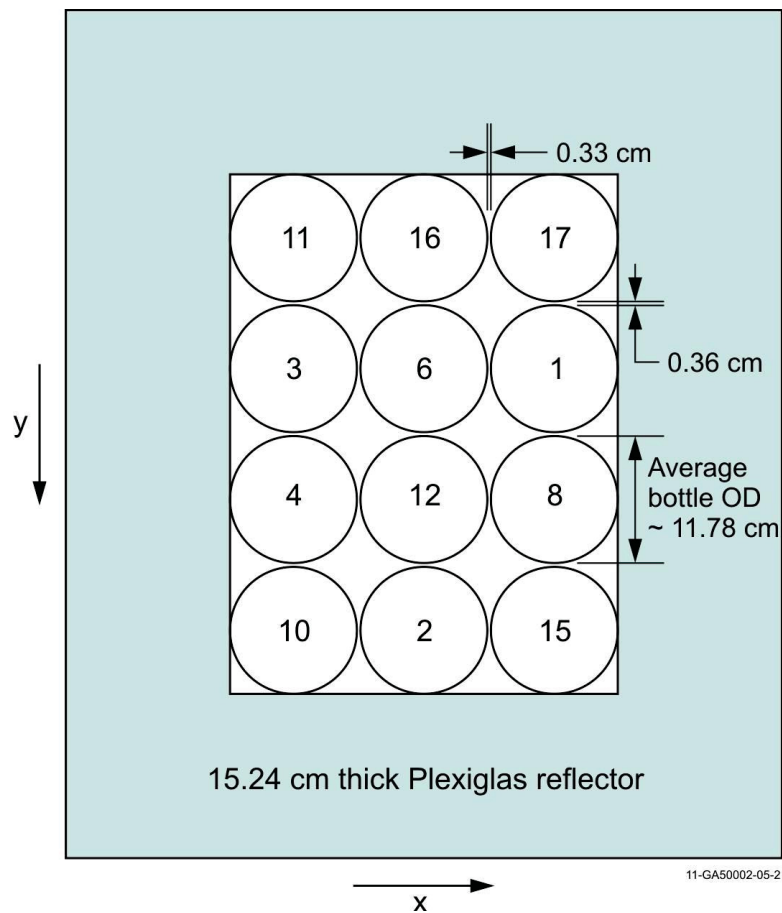 0.33 cm
11 16 17
3 6 1
0.36 cm
y
4 12 8
Average
bottle OD
~ 11.78 cm
10 2 15
15.24 cm thick Plexiglas reflector
11-GA50002-05-2
x